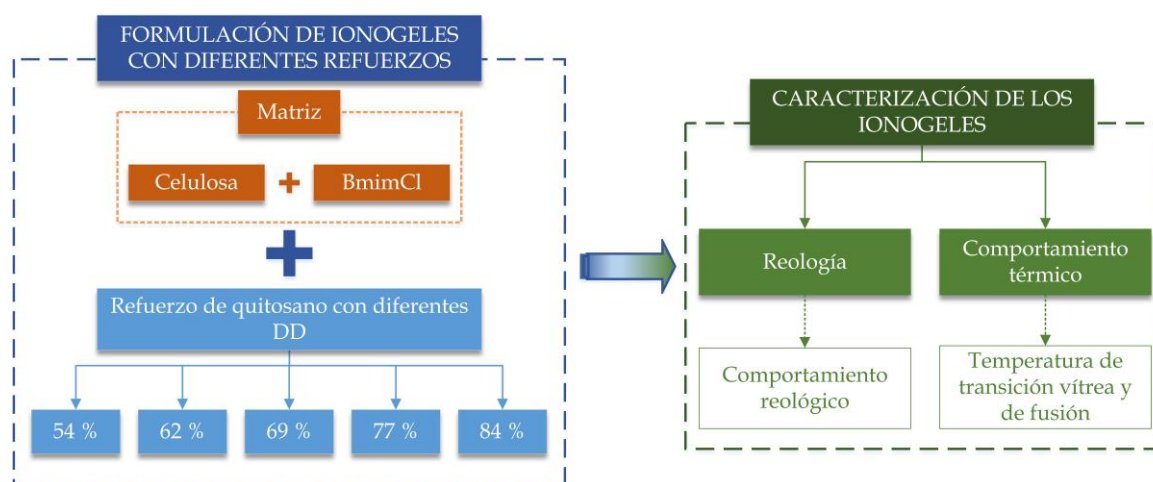 FORMULACIÓN DE IONOGELES
CON DIFERENTES REFUERZOS
Matriz
Celulosa + BmimCl
+
Refuerzo de quitosano con diferentes
DD
54 %
62 %
69 %
77 %
84 %
CARACTERIZACIÓN DE LOS
IONOGELES
Reología
Comportamiento
térmico
Comportamiento
reológico
Temperatura de
transición vítrea y
de fusión